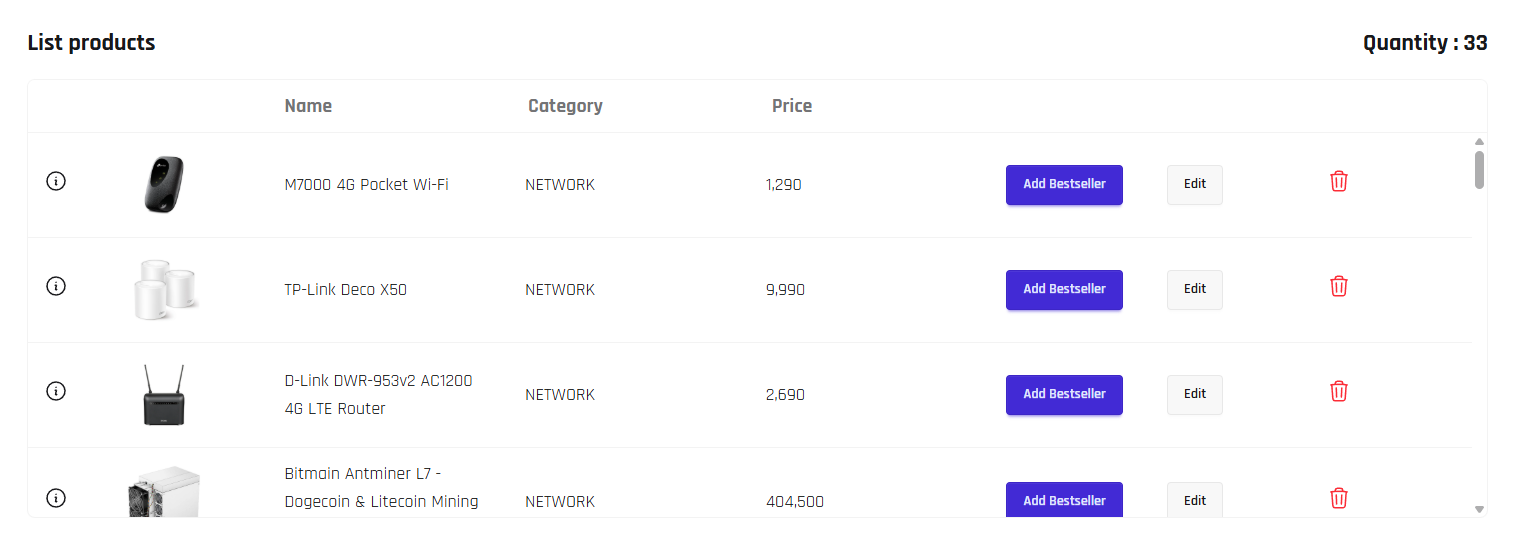 List products
Quantity : 33
Name Category Price
M7000 4G Pocket Wi-Fi NETWORK 1,290 Add Bestseller Edit
TP-Link Deco X50 NETWORK 9,990 Add Bestseller Edit
D-Link DWR-953v2 AC1200
4G LTE Router
NETWORK 2,690 Add Bestseller Edit
Bitmain Antminer L7 -
Dogecoin & Litecoin Mining
NETWORK 404,500 Add Bestseller Edit